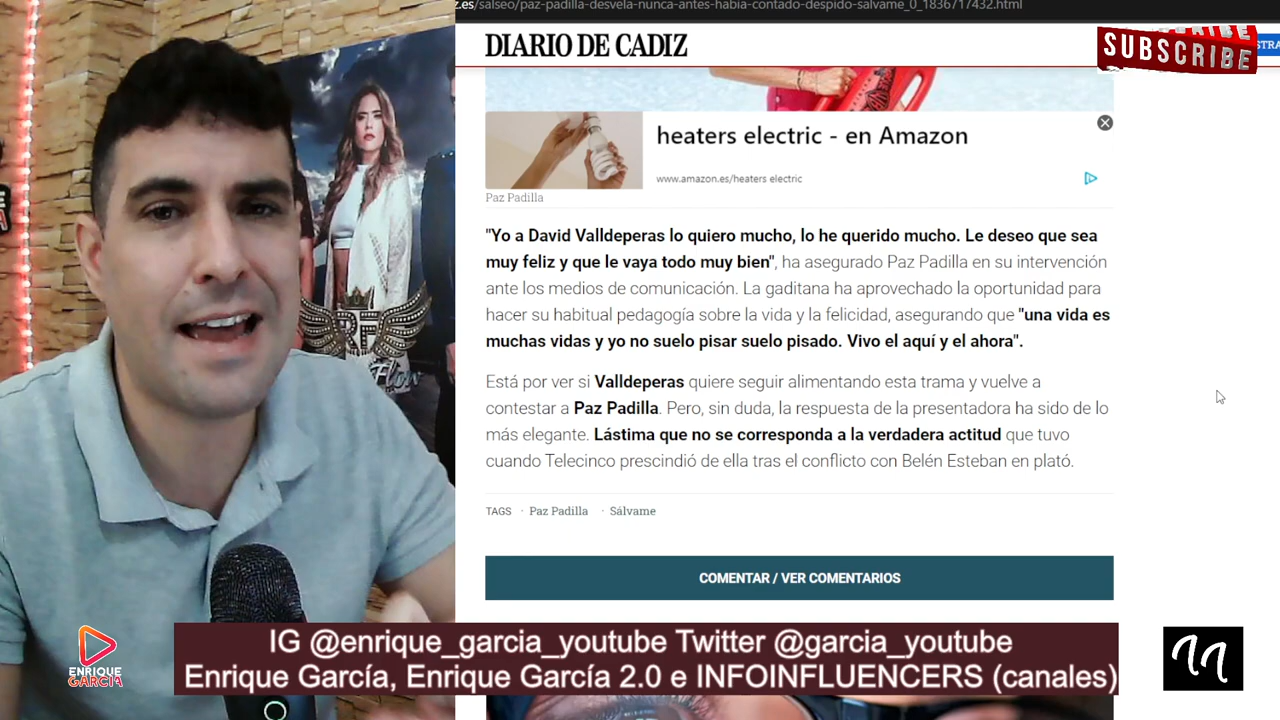 z.es/salseo/paz-padilla-desvela-nunca-antes-habia-contado-despido-salvame_0_1836717432.html
DIARIO DE CADIZ
SUBSCRIBE
STRA
heaters electric - en Amazon
www.amazon.es/heaters electric
Paz Padilla
"Yo a David Valldeperas lo quiero mucho, lo he querido mucho. Le deseo que sea
muy feliz y que le vaya todo muy bien", ha asegurado Paz Padilla en su intervención
ante los medios de comunicación. La gaditana ha aprovechado la oportunidad para
hacer su habitual pedagogía sobre la vida y la felicidad, asegurando que "una vida es
muchas vidas y yo no suelo pisar suelo pisado. Vivo el aquí y el ahora".
Está por ver si Valldeperas quiere seguir alimentando esta trama y vuelve a
contestar a Paz Padilla. Pero, sin duda, la respuesta de la presentadora ha sido de lo
más elegante. Lástima que no se corresponda a la verdadera actitud que tuvo
cuando Telecinco prescindió de ella tras el conflicto con Belén Esteban en plató.
TAGS · Paz Padilla · Sálvame
COMENTAR / VER COMENTARIOS
IG @enrique_garcia_youtube Twitter @garcia_youtube
Enrique García, Enrique García 2.0 e INFOINFLUENCERS (canales)
ENRIQUE
GARCÍA
Flow